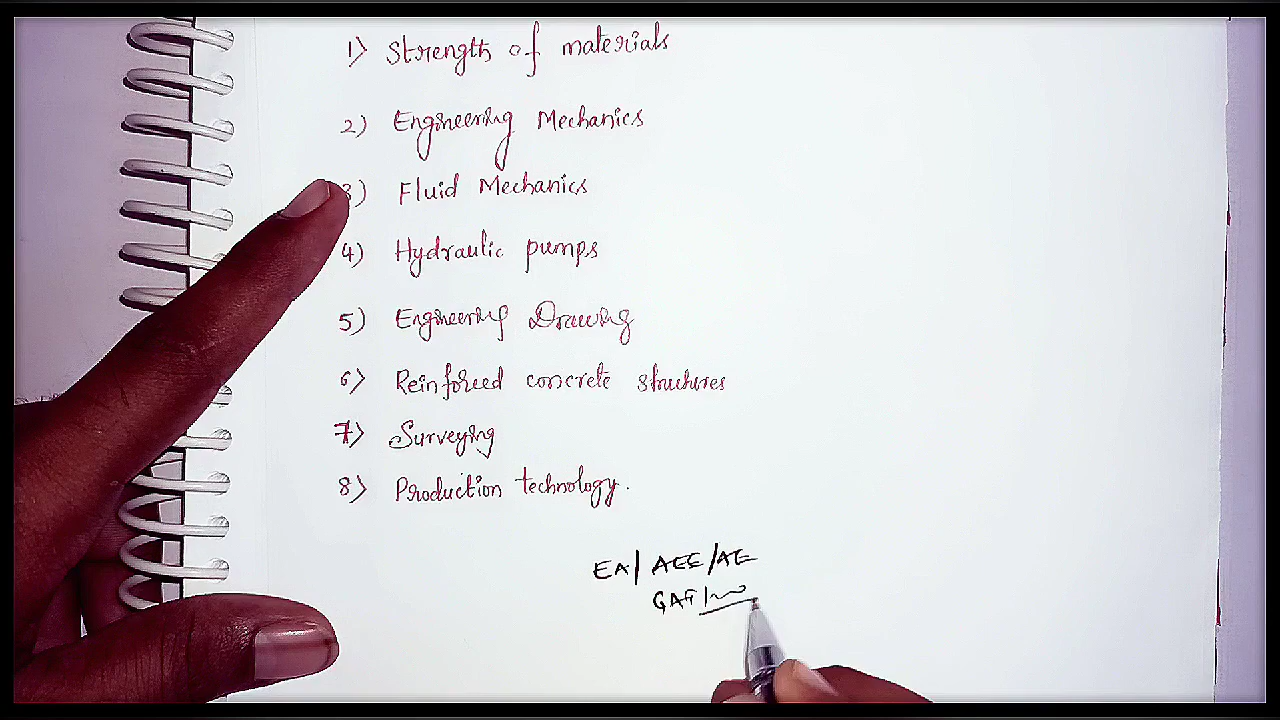 1) Strength of materials
2) Engineering Mechanics
3) Fluid Mechanics
4) Hydraulic pumps
5) Engineering Drawing
6) Reinforced concrete structures
7) Surveying
8) Production technology.
EA/ AEE/AE